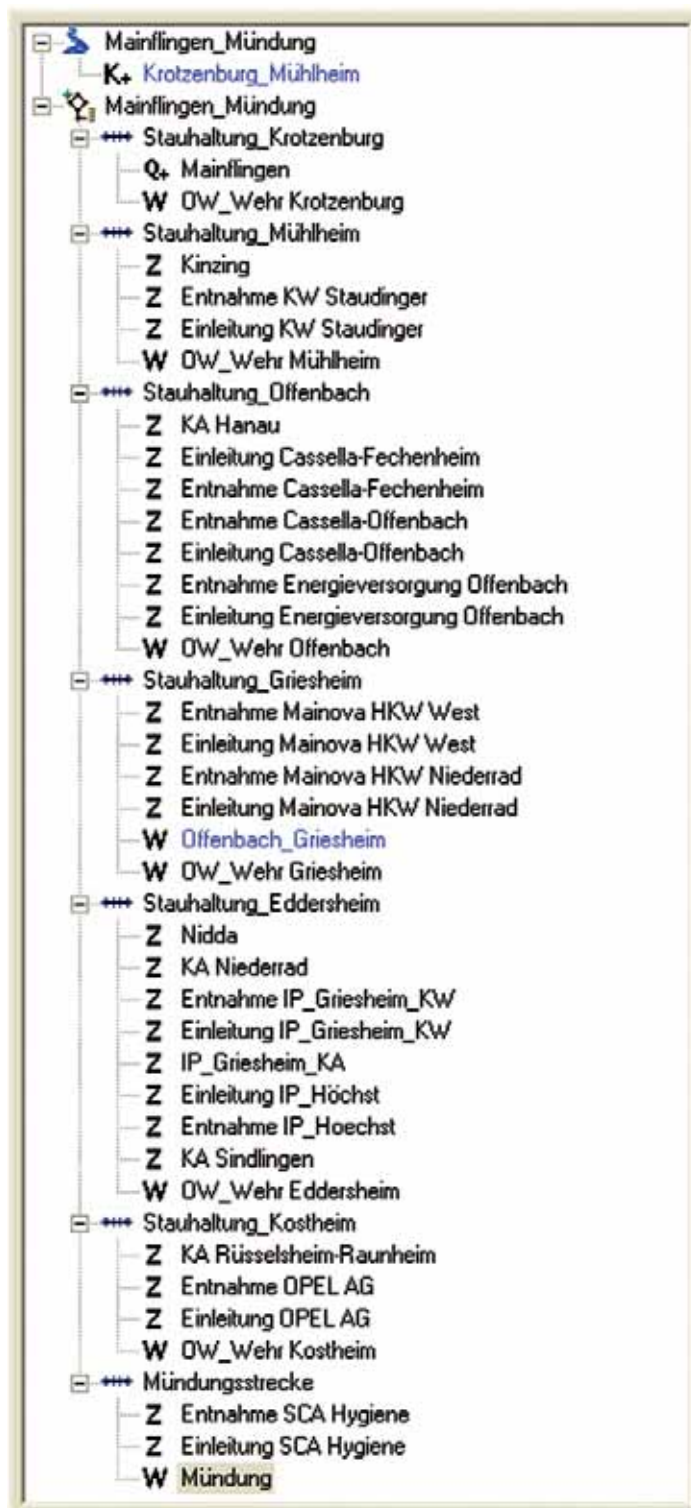 Mainflingen_Mündung
K+ Krotzenburg_Mühlheim
Mainflingen_Mündung
Stauhaltung_Krotzenburg
Q+ Mainflingen
W OW_Wehr Krotzenburg
Stauhaltung_Mühlheim
Z Kinzing
Z Entnahme KW Staudinger
Z Einleitung KW Staudinger
W OW_Wehr Mühlheim
Stauhaltung_Offenbach
Z KA Hanau
Z Einleitung Cassella-Fechenheim
Z Entnahme Cassella-Fechenheim
Z Entnahme Cassella-Offenbach
Z Einleitung Cassella-Offenbach
Z Entnahme Energieversorgung Offenbach
Z Einleitung Energieversorgung Offenbach
W OW_Wehr Offenbach
Stauhaltung_Griesheim
Z Entnahme Mainova HKW West
Z Einleitung Mainova HKW West
Z Entnahme Mainova HKW Niederrad
Z Einleitung Mainova HKW Niederrad
W Offenbach_Griesheim
W OW_Wehr Griesheim
Stauhaltung_Eddersheim
Z Nidda
Z KA Niederrad
Z Entnahme IP_Griesheim_KW
Z Einleitung IP_Griesheim_KW
Z IP_Griesheim_KA
Z Einleitung IP_Höchst
Z Entnahme IP_Hoechst
Z KA Sindlingen
W OW_Wehr Eddersheim
Stauhaltung_Kostheim
Z KA Rüsselsheim-Raunheim
Z Entnahme OPEL AG
Z Einleitung OPEL AG
W OW_Wehr Kostheim
Mündungsstrecke
Z Entnahme SCA Hygiene
Z Einleitung SCA Hygiene
W Mündung